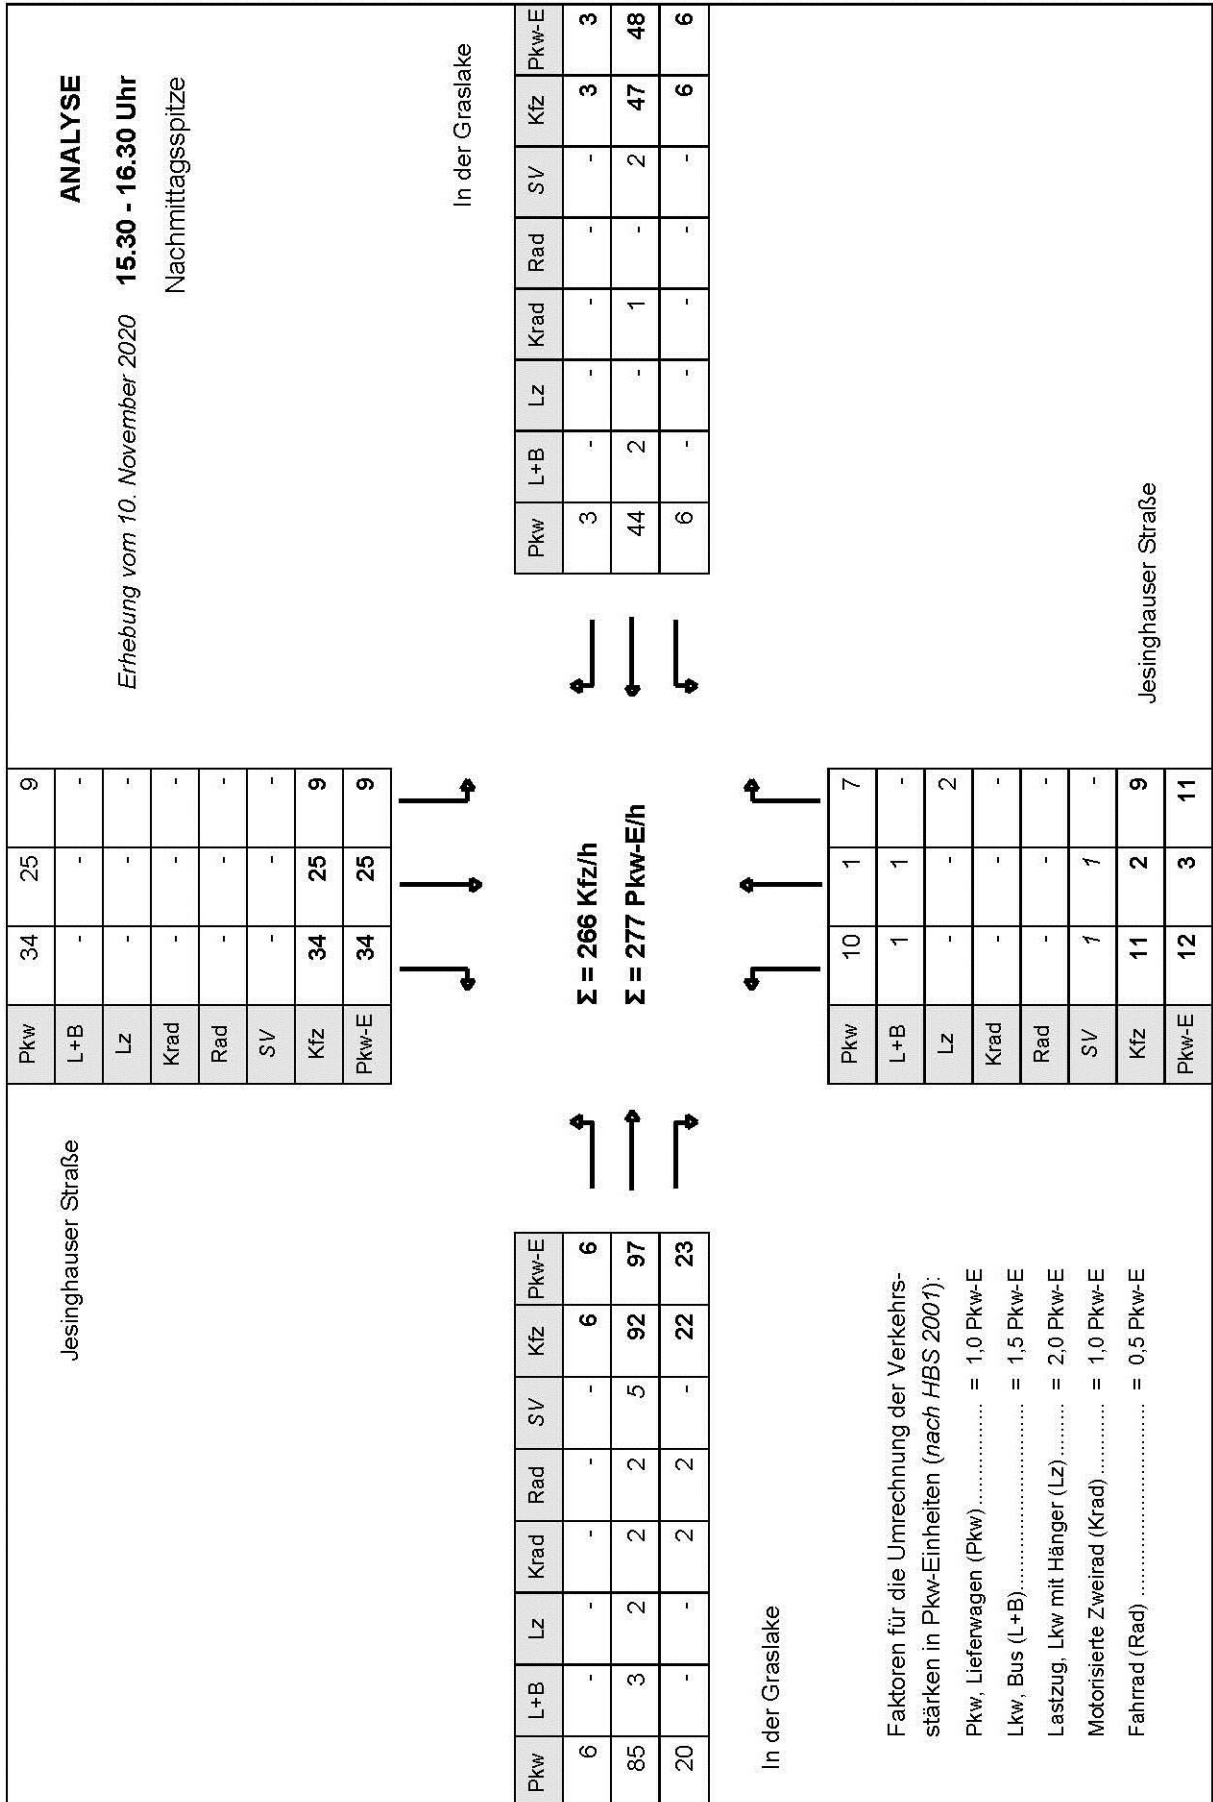 ANALYSE
Erhebung vom 10. November 2020 15.30 - 16.30 Uhr
Nachmittagsspitze
Jesinghauser Straße
Pkw 34 25 9
L+B - - -
Lz - - -
Krad - - -
Rad - - -
SV - - -
Kfz 34 25 9
Pkw-E 34 25 9
In der Graslake
Pkw L+B Lz Krad Rad SV Kfz Pkw-E
6 - - - - - 6 6
85 3 2 2 2 5 92 97
20 - - 2 2 - 22 23
In der Graslake
Σ = 266 Kfz/h
Σ = 277 Pkw-E/h
Pkw L+B Lz Krad Rad SV Kfz Pkw-E
3 - - - - - 3 3
44 2 - 1 - 2 47 48
6 - - - - - 6 6
Faktoren für die Umrechnung der Verkehrs-
stärken in Pkw-Einheiten (nach HBS 2001):
Pkw, Lieferwagen (Pkw)................ = 1,0 Pkw-E
Lkw, Bus (L+B)............................... = 1,5 Pkw-E
Lastzug, Lkw mit Hänger (Lz)......... = 2,0 Pkw-E
Motorisierte Zweirad (Krad)............ = 1,0 Pkw-E
Fahrrad (Rad) ................................ = 0,5 Pkw-E
Pkw 10 1 7
L+B 1 1 -
Lz - - 2
Krad - - -
Rad - - -
SV 1 1 -
Kfz 11 2 9
Pkw-E 12 3 11
Jesinghauser Straße